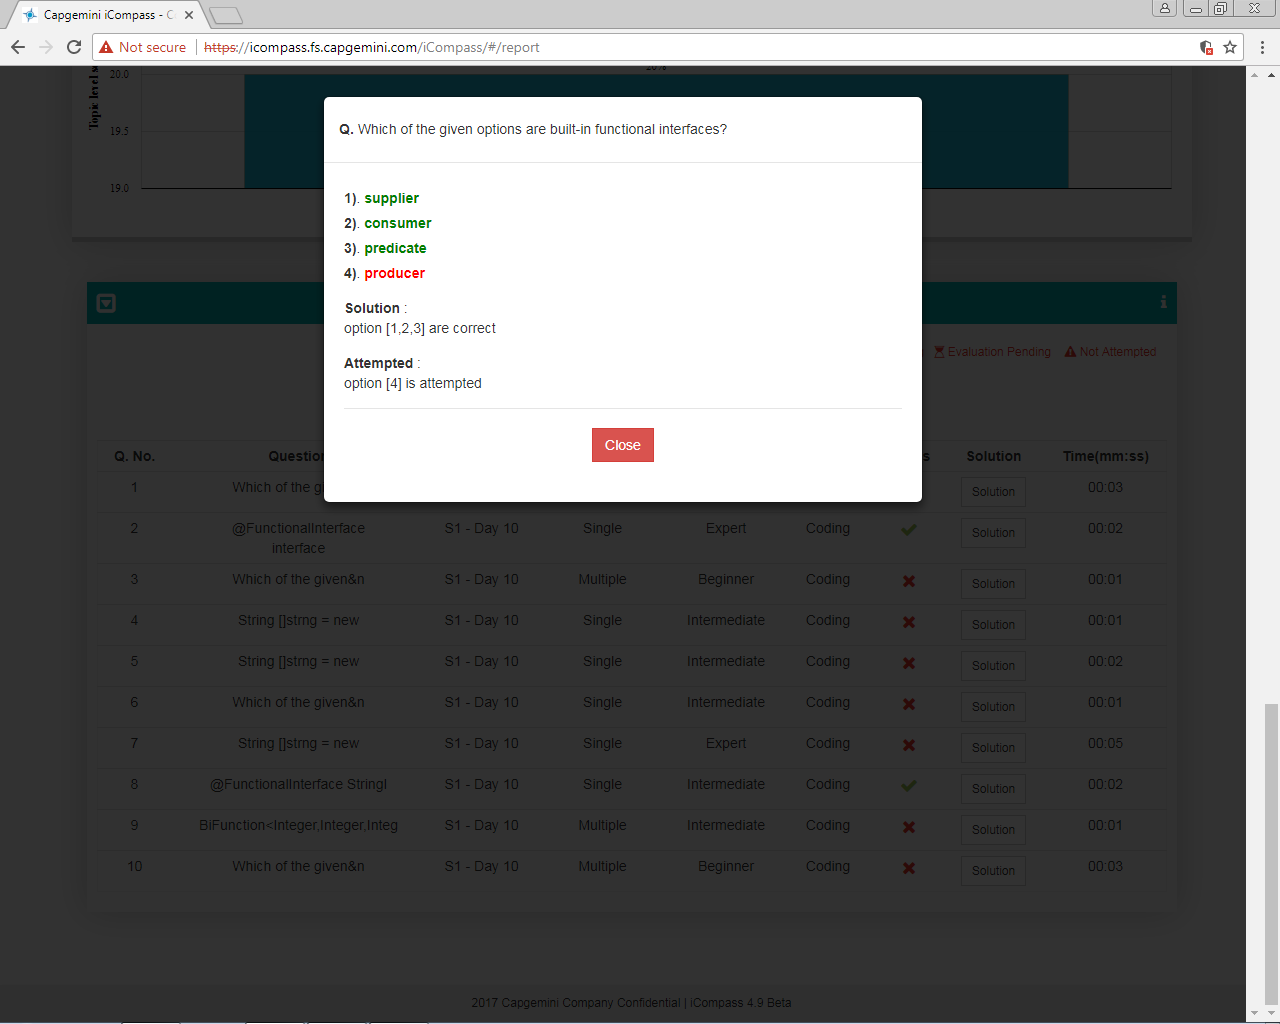 Capgemini iCompass - C
Not secure | https://icompass.fs.capgemini.com/iCompass/#/report
Topic level s
20.0
19.5
19.0
Q. Which of the given options are built-in functional interfaces?
1). supplier
2). consumer
3). predicate
4). producer
Solution :
option [1,2,3] are correct
Attempted :
option [4] is attempted
Close
Evaluation Pending Not Attempted
Q. No. Question Solution Time(mm:ss)
1 Which of the g Solution 00:03
2 @FunctionalInterface interface S1 - Day 10 Single Expert Coding Solution 00:02
3 Which of the given&n S1 - Day 10 Multiple Beginner Coding Solution 00:01
4 String []strng = new S1 - Day 10 Single Intermediate Coding Solution 00:01
5 String []strng = new S1 - Day 10 Single Intermediate Coding Solution 00:02
6 Which of the given&n S1 - Day 10 Single Intermediate Coding Solution 00:01
7 String []strng = new S1 - Day 10 Single Expert Coding Solution 00:05
8 @FunctionalInterface StringI S1 - Day 10 Single Intermediate Coding Solution 00:02
9 BiFunction<Integer,Integer,Integ S1 - Day 10 Multiple Intermediate Coding Solution 00:01
10 Which of the given&n S1 - Day 10 Multiple Beginner Coding Solution 00:03
2017 Capgemini Company Confidential | iCompass 4.9 Beta